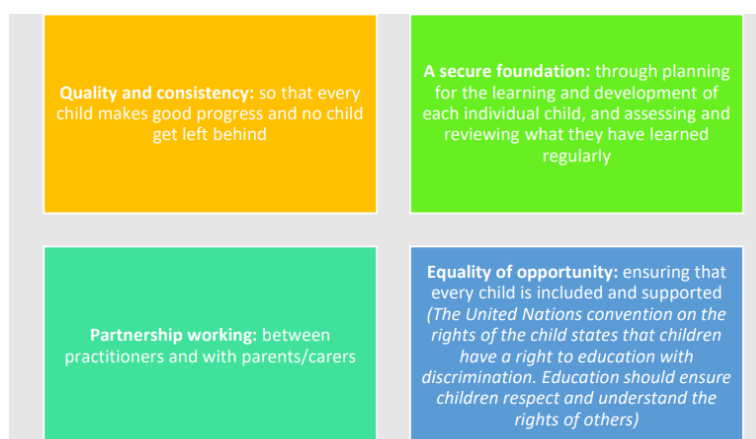 Quality and consistency: so that every
child makes good progress and no child
get left behind
A secure foundation: through planning
for the learning and development of
each individual child, and assessing and
reviewing what they have learned
regularly
Partnership working: between
practitioners and with parents/carers
Equality of opportunity: ensuring that
every child is included and supported
(The United Nations convention on the
rights of the child states that children
have a right to education with
discrimination. Education should ensure
children respect and understand the
rights of others)